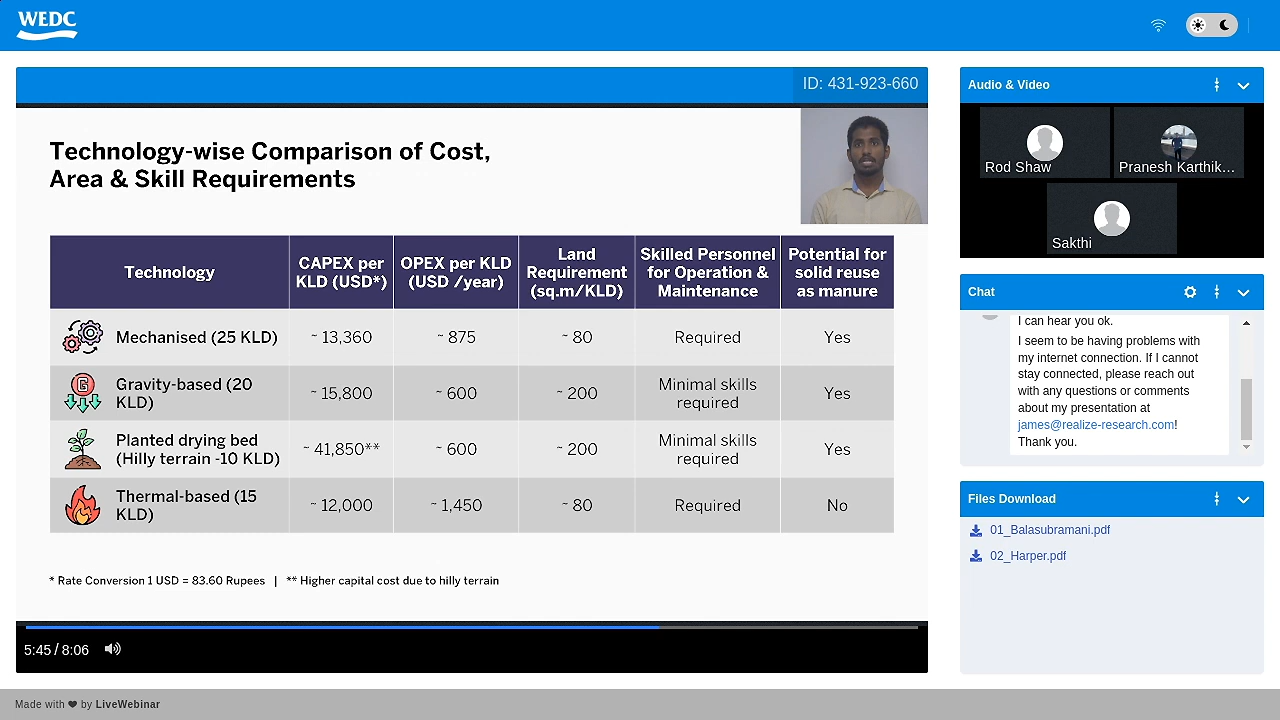 WEDC
ID: 431-923-660
Technology-wise Comparison of Cost,
Area & Skill Requirements
Technology
CAPEX per
KLD (USD*)
OPEX per KLD
(USD /year)
Land
Requirement
(sq.m/KLD)
Skilled Personnel
for Operation &
Maintenance
Potential for
solid reuse
as manure
Mechanised (25 KLD)
~ 13,360
~ 875
~ 80
Required
Yes
G
Gravity-based (20
KLD)
~ 15,800
~ 600
~ 200
Minimal skills
required
Yes
Planted drying bed
(Hilly terrain -10 KLD)
~ 41,850**
~ 600
~ 200
Minimal skills
required
Yes
Thermal-based (15
KLD)
~ 12,000
~ 1,450
~ 80
Required
No
* Rate Conversion 1 USD = 83.60 Rupees | ** Higher capital cost due to hilly terrain
5:45 / 8:06
Audio & Video
Rod Shaw
Pranesh Karthik...
Sakthi
Chat
I can hear you ok.
I seem to be having problems with
my internet connection. If I cannot
stay connected, please reach out
with any questions or comments
about my presentation at
james@realize-research.com!
Thank you.
Files Download
01_Balasubramani.pdf
02_Harper.pdf
Made with ❤ by LiveWebinar